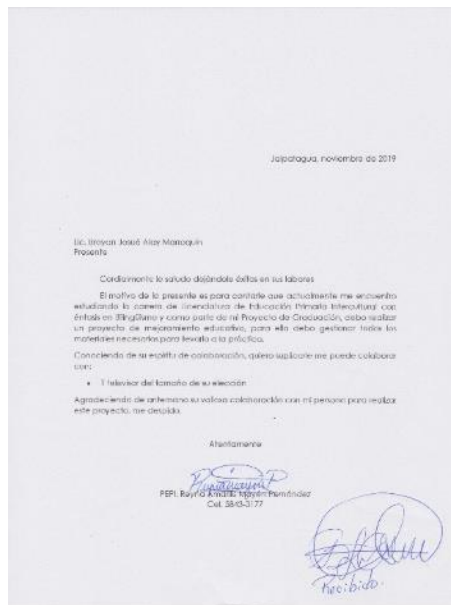 Jalpatagua, noviembre de 2019
Lic. Brayan Josué Alay Marroquín
Presente
Cordialmente le saludo deseándole éxitos en sus labores
El motivo de la presente es para contarle que actualmente me encuentro
estudiando la carrera de Licenciatura de Educación Primaria Intercultural con
énfasis en Bilingüismo y como parte de mi Proyecto de Graduación, debo realizar
un proyecto de mejoramiento educativo, para ello debo gestionar todos los
materiales necesarios para llevarlo a la práctica.
Conociendo de su espíritu de colaboración, quiero suplicarle me puede colaborar
con:
• 1 televisor del tamaño de su elección
Agradeciendo de antemano su valiosa colaboración con mi persona para realizar
este proyecto, me despido.
Atentamente
PEPI. Reyna Amarilis Mayén Hernández
Cel. 5843-3177
Recibido.